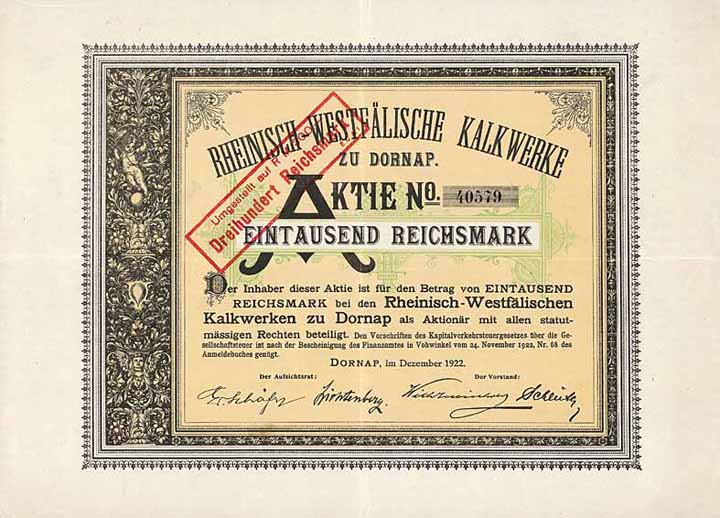 RHEINISCH-WESTFÄLISCHE KALKWERKE
ZU DORNAP.
AKTIE No. 40579
EINTAUSEND REICHSMARK
Umgestellt auf
Dreihundert Reichsmark
Der Inhaber dieser Aktie ist für den Betrag von EINTAUSEND
REICHSMARK bei den Rheinisch-Westfälischen
Kalkwerken zu Dornap als Aktionär mit allen statut-
mässigen Rechten beteiligt. Den Vorschriften des Kapitalverkehrsteuergesetzes über die Ge-
sellschaftsteuer ist nach der Bescheinigung des Finanzamtes in Vohwinkel vom 24. November 1922, Nr. 68 des
Anmeldebuches genügt.
DORNAP, im Dezember 1922.
Der Aufsichtsrat: Der Vorstand: